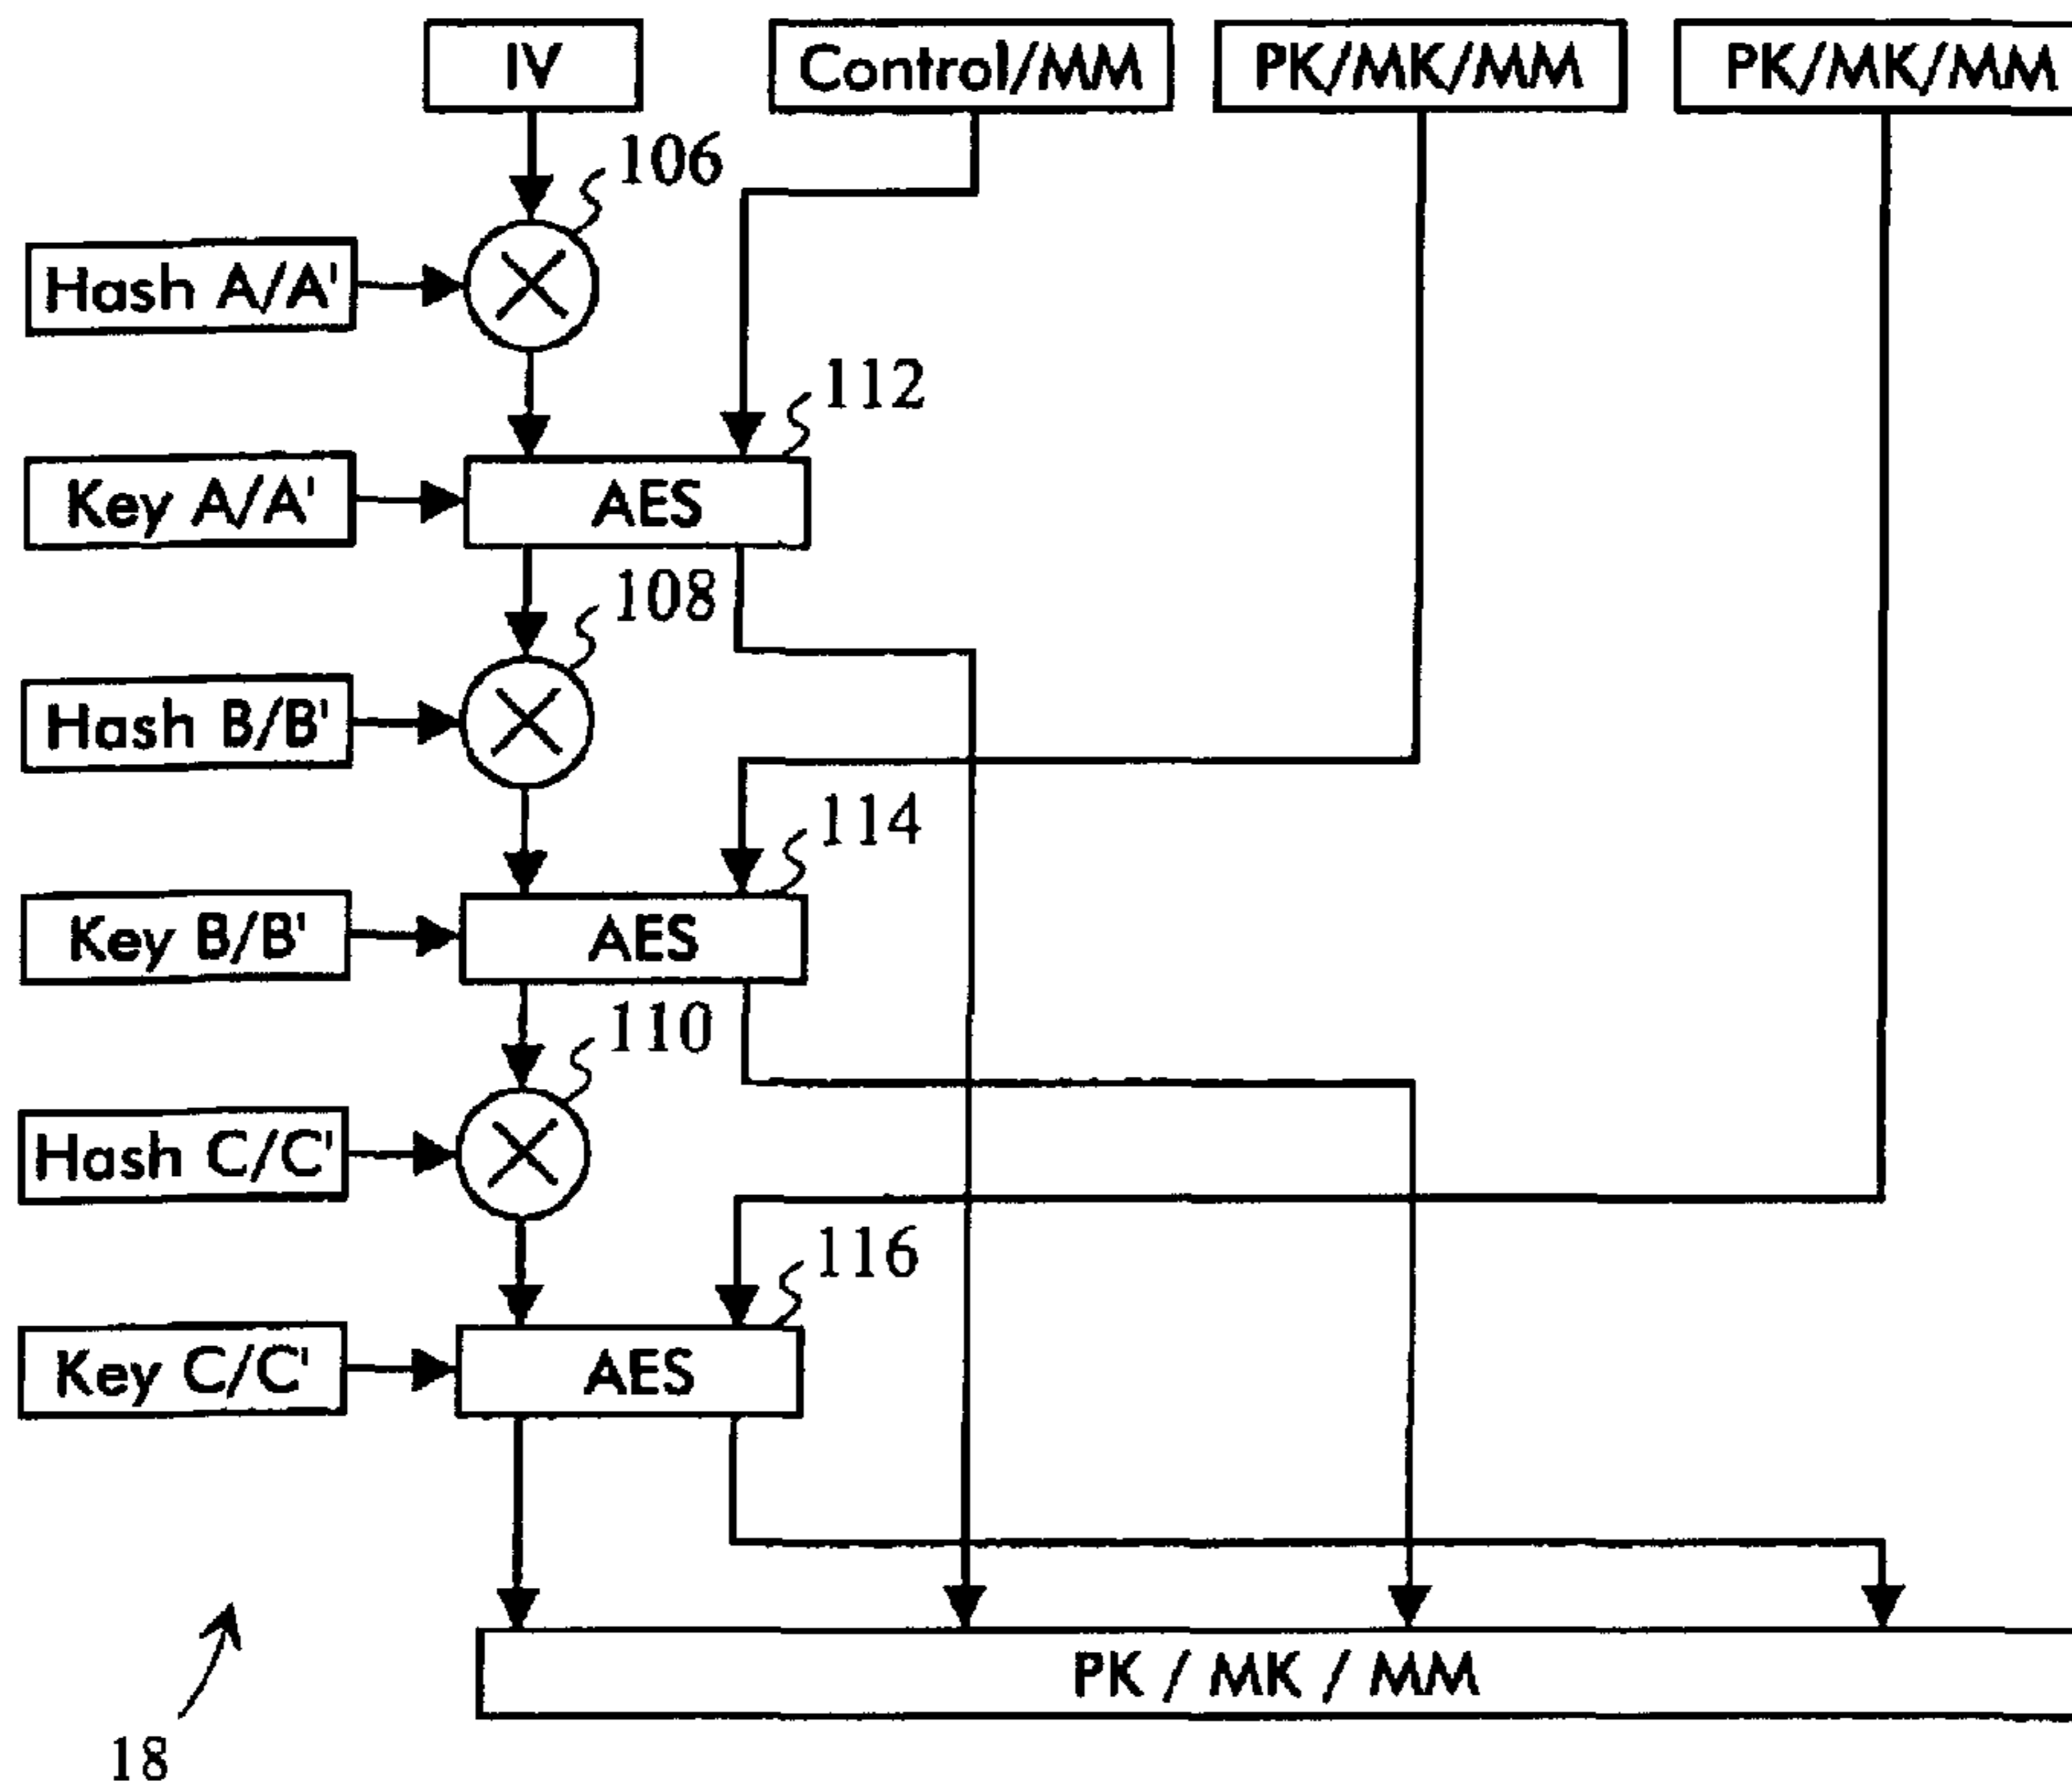 IV Control/MM PK/MK/MM PK/MK/MM
106
Hash A/A'
112
Key A/A' AES
108
Hash B/B'
114
Key B/B' AES
110
Hash C/C'
116
Key C/C' AES
PK / MK / MM
18